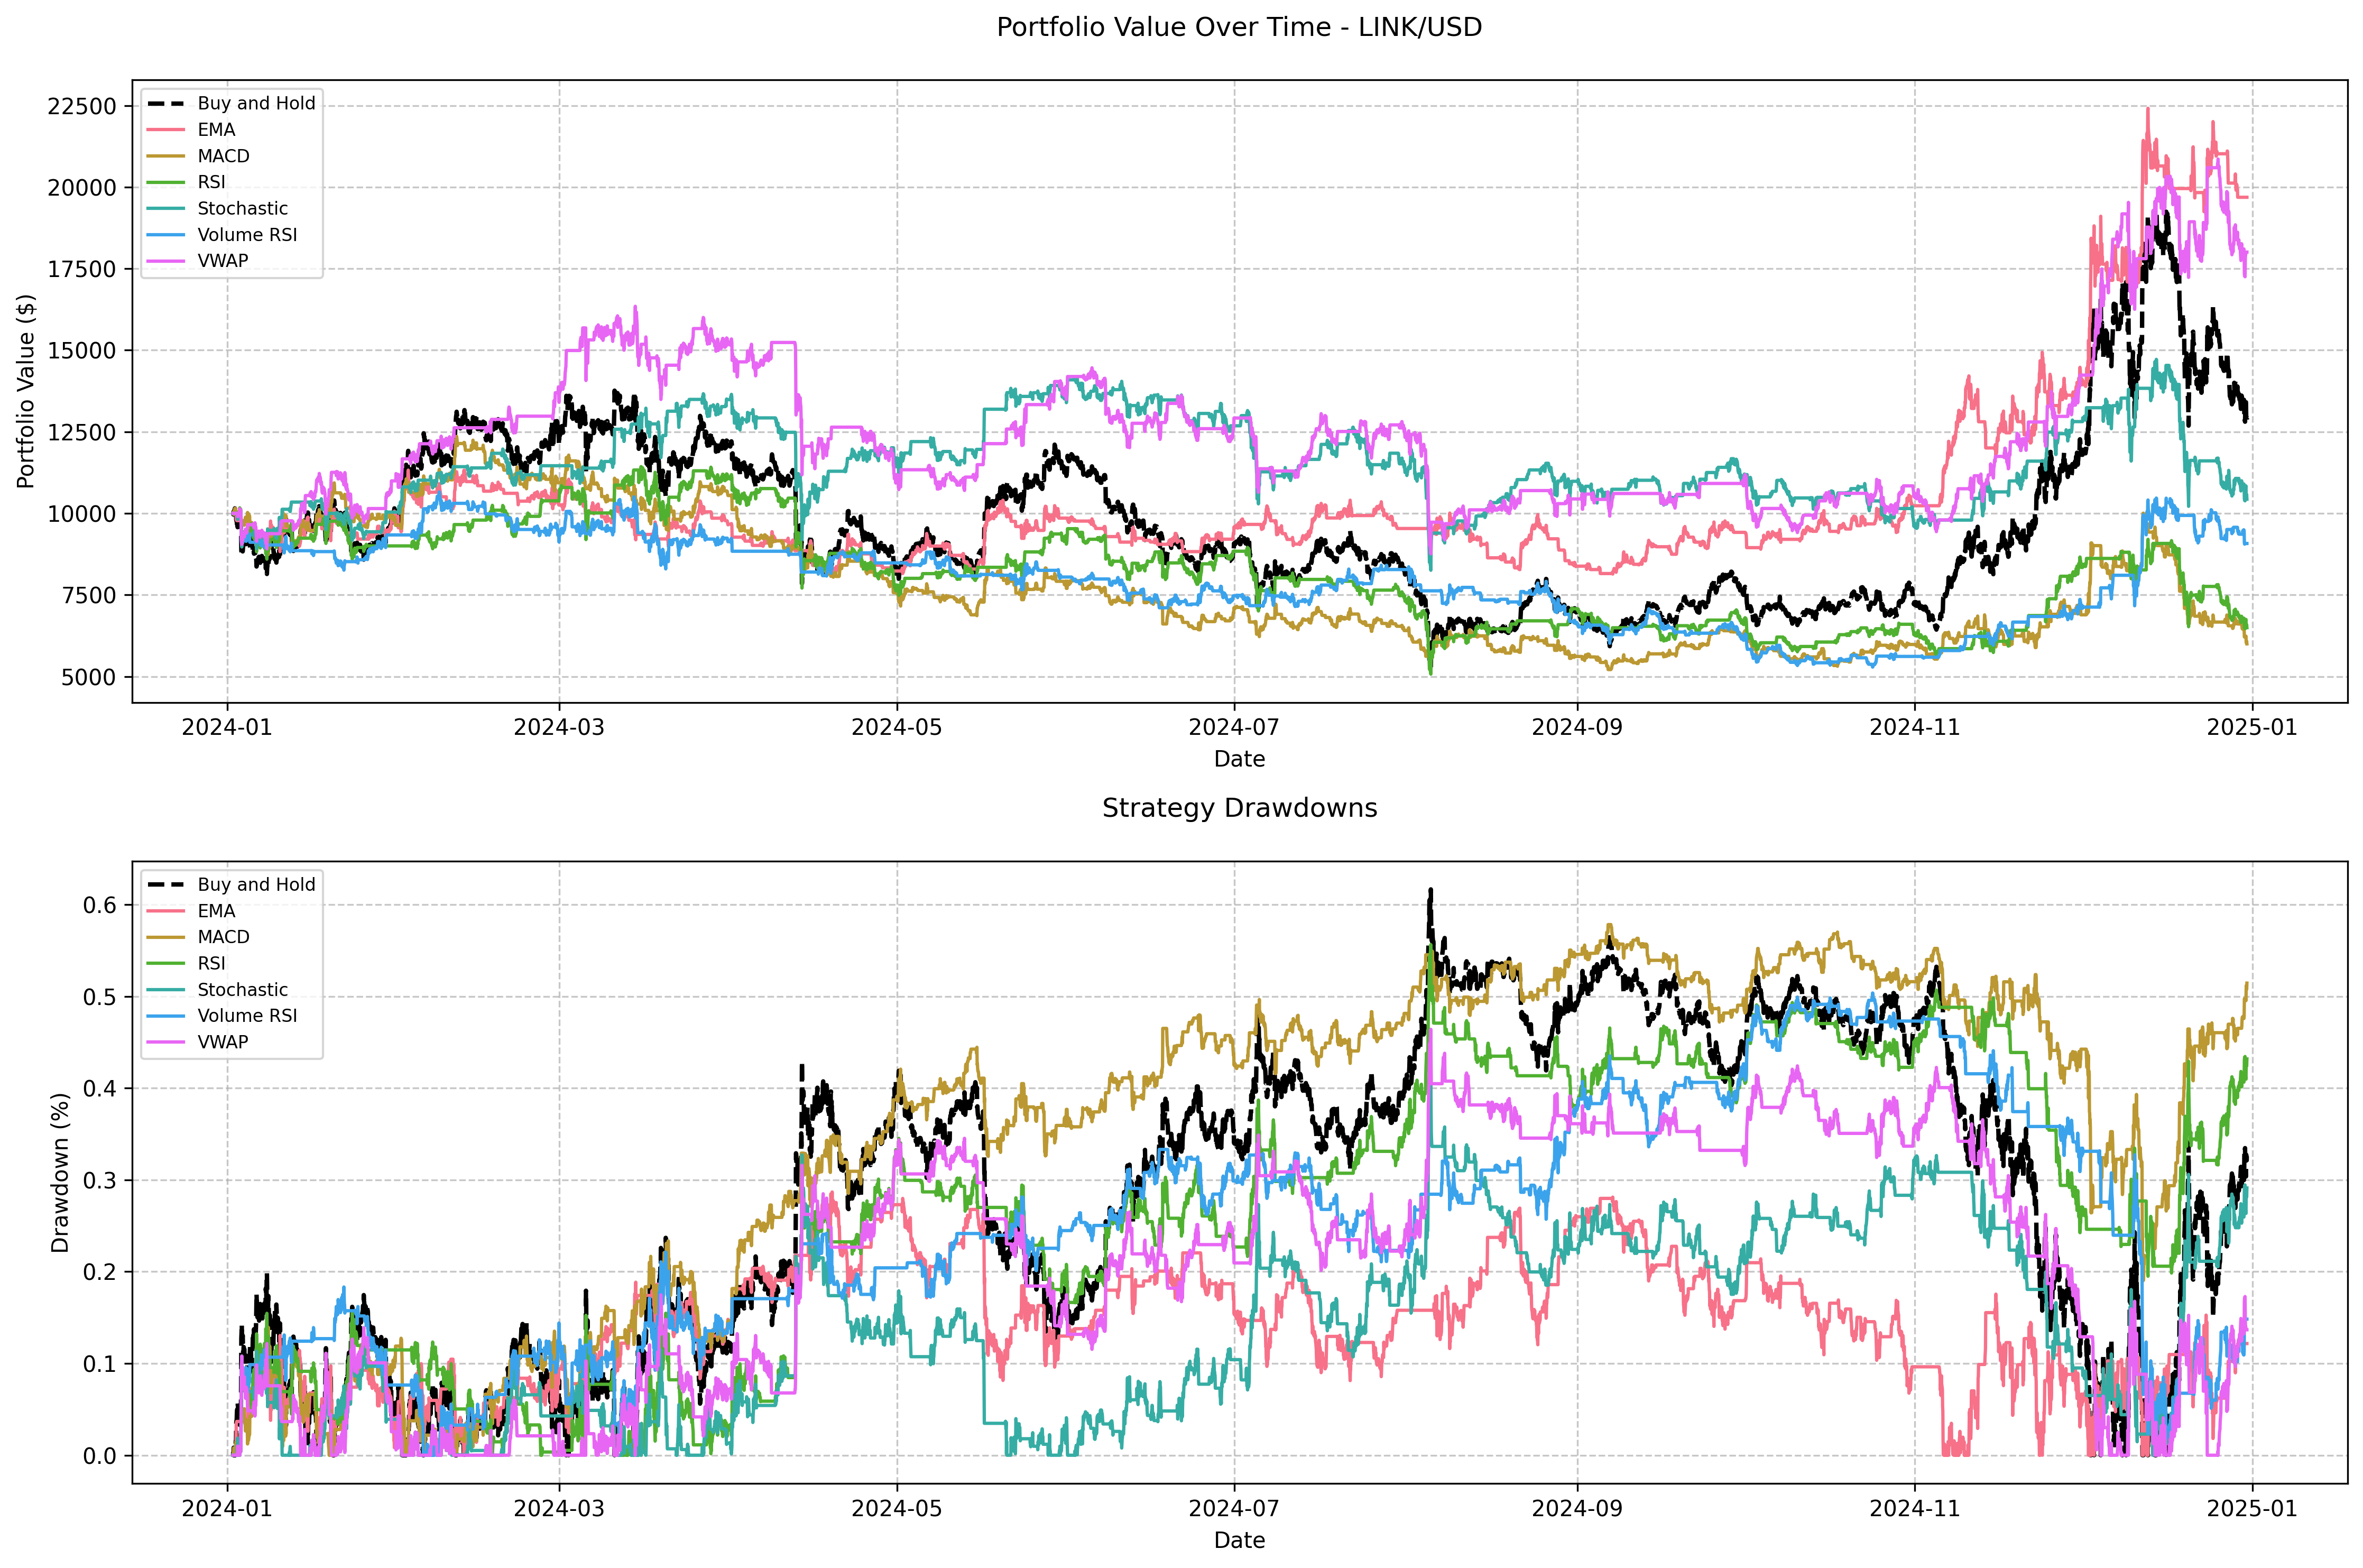 Portfolio Value Over Time - LINK/USD
Portfolio Value ($)
22500
20000
17500
15000
12500
10000
7500
5000
Buy and Hold
EMA
MACD
RSI
Stochastic
Volume RSI
VWAP
2024-01 2024-03 2024-05 2024-07 2024-09 2024-11 2025-01
Date
Strategy Drawdowns
Drawdown (%)
0.6
0.5
0.4
0.3
0.2
0.1
0.0
Buy and Hold
EMA
MACD
RSI
Stochastic
Volume RSI
VWAP
2024-01 2024-03 2024-05 2024-07 2024-09 2024-11 2025-01
Date